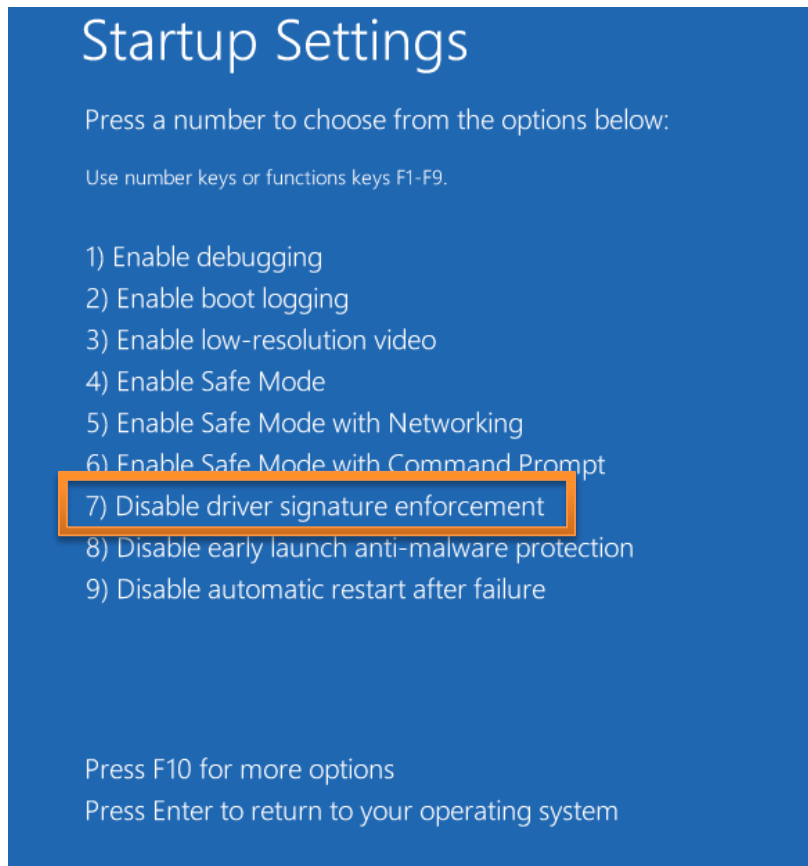 Startup Settings
Press a number to choose from the options below:
Use number keys or functions keys F1-F9.
1) Enable debugging
2) Enable boot logging
3) Enable low-resolution video
4) Enable Safe Mode
5) Enable Safe Mode with Networking
6) Enable Safe Mode with Command Prompt
7) Disable driver signature enforcement
8) Disable early launch anti-malware protection
9) Disable automatic restart after failure
Press F10 for more options
Press Enter to return to your operating system